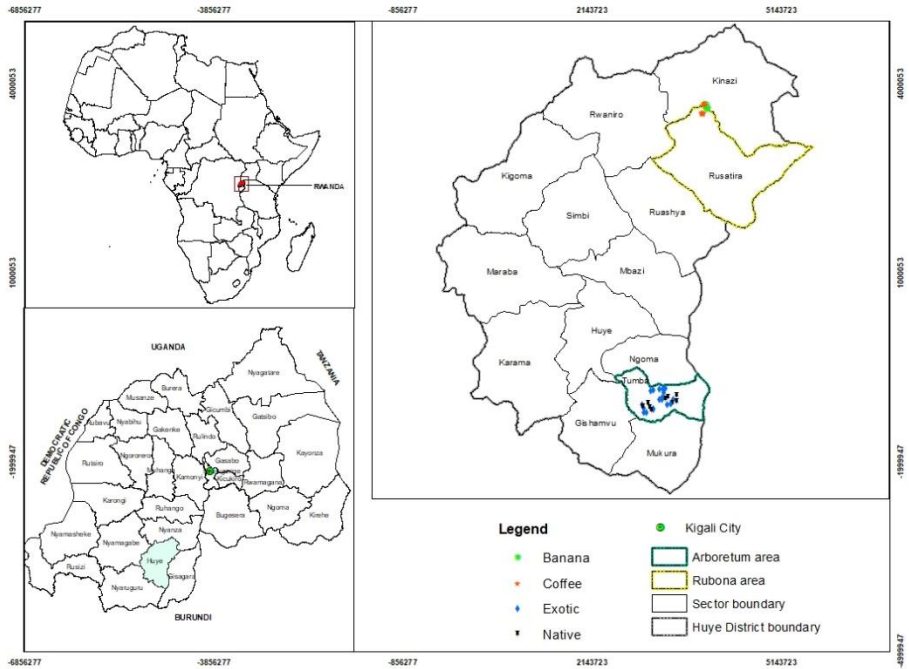 -6856277 -3856277 -856277 2143723 5143723
4000053
1000053
-1999947
RWANDA
UGANDA
TANZANIA
DEMOCRATIC
REPUBLIC OF CONGO
BURUNDI
Nyagatare
Burera
Musanze
Gicumbi
Gatsibo
Rubavu
Nyabihu
Gakenke
Rulindo
Ngororero
Rutsiro
Muhanga
Gasabo
Kayonza
Kamonyi
Kicukiro
Rwamagana
Karongi
Ruhango
Bugesera
Ngoma
Kirehe
Nyanza
Nyamasheke
Nyamagabe
Huye
Rusizi
Gisagara
Nyaruguru
-6856277 -3856277
4000053
1000053
-1999947
-4999947
Kinazi
Rwaniro
Kigoma
Rusatira
Simbi
Ruashya
Maraba
Mbazi
Huye
Karama
Ngoma
Tumba
Gishamvu
Mukura
Legend
Banana
Coffee
Exotic
Native
Kigali City
Arboretum area
Rubona area
Sector boundary
Huye District boundary
-856277 2143723 5143723